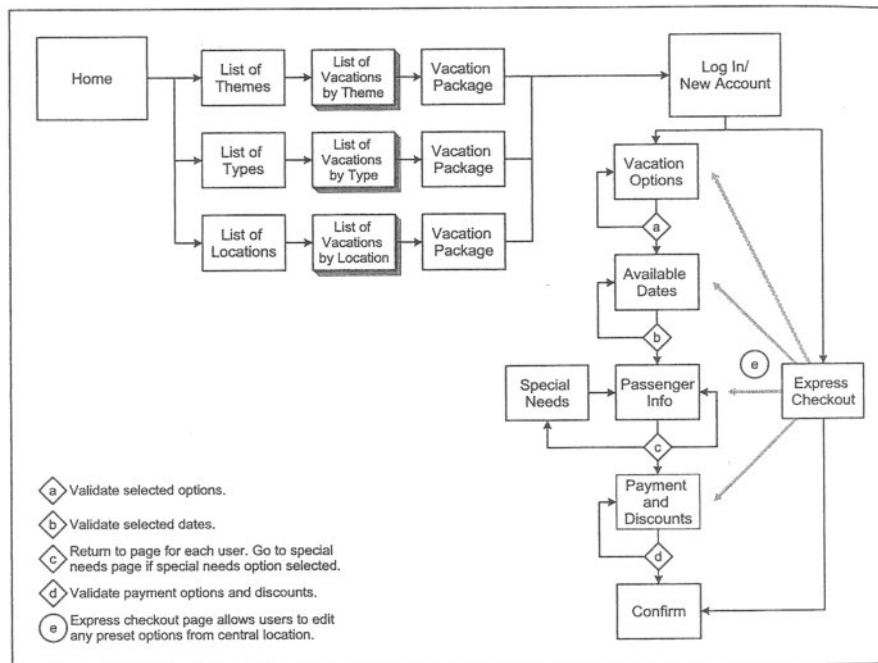 Home
List of
Themes
List of
Vacations
by Theme
Vacation
Package
Log In/
New Account
List of
Types
List of
Vacations
by Type
Vacation
Package
Vacation
Options
a
List of
Locations
List of
Vacations
by Location
Vacation
Package
Available
Dates
b
e
Special
Needs
Passenger
Info
Express
Checkout
c
Payment
and
Discounts
d
Confirm
a Validate selected options.
b Validate selected dates.
c Return to page for each user. Go to special
needs page if special needs option selected.
d Validate payment options and discounts.
e Express checkout page allows users to edit
any preset options from central location.